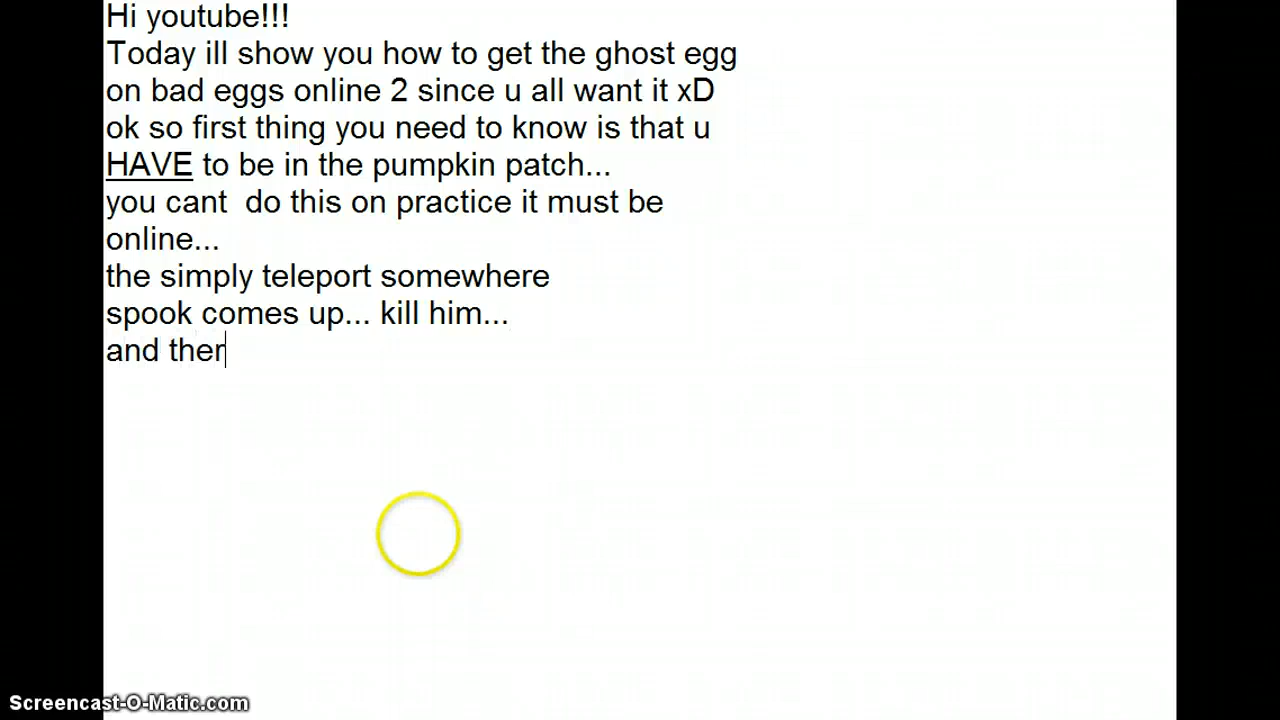 Hi youtube!!!
Today ill show you how to get the ghost egg
on bad eggs online 2 since u all want it xD
ok so first thing you need to know is that u
HAVE to be in the pumpkin patch...
you cant  do this on practice it must be
online...
the simply teleport somewhere
spook comes up... kill him...
and ther
Screencast-O-Matic.com